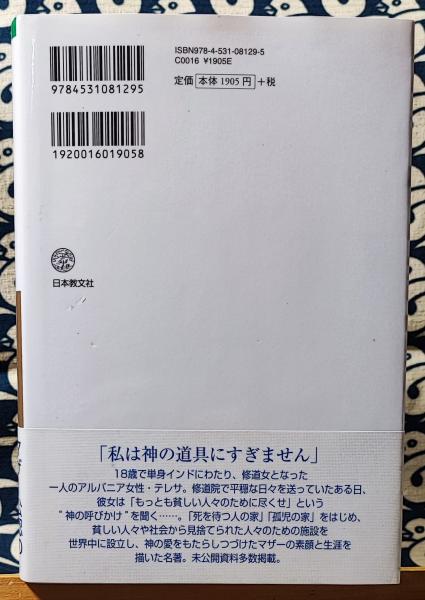 ISBN978-4-531-08129-5
C0016 ¥1905E
定価 本体 1905 円 +税
9784531081295
1920016019058
日本教文社
「私は神の道具にすぎません」
18歳で単身インドにわたり、修道女となった
一人のアルバニア女性・テレサ。修道院で平穏な日々を送っていたある日、
彼女は「もっとも貧しい人々のために尽くせ」という
“神の呼びかけ”を聞く……。「死を待つ人の家」「孤児の家」をはじめ、
貧しい人々や社会から見捨てられた人々のための施設を
世界中に設立し、神の愛をもたらしつづけたマザーの素顔と生涯を
描いた名著。未公開資料多数掲載。